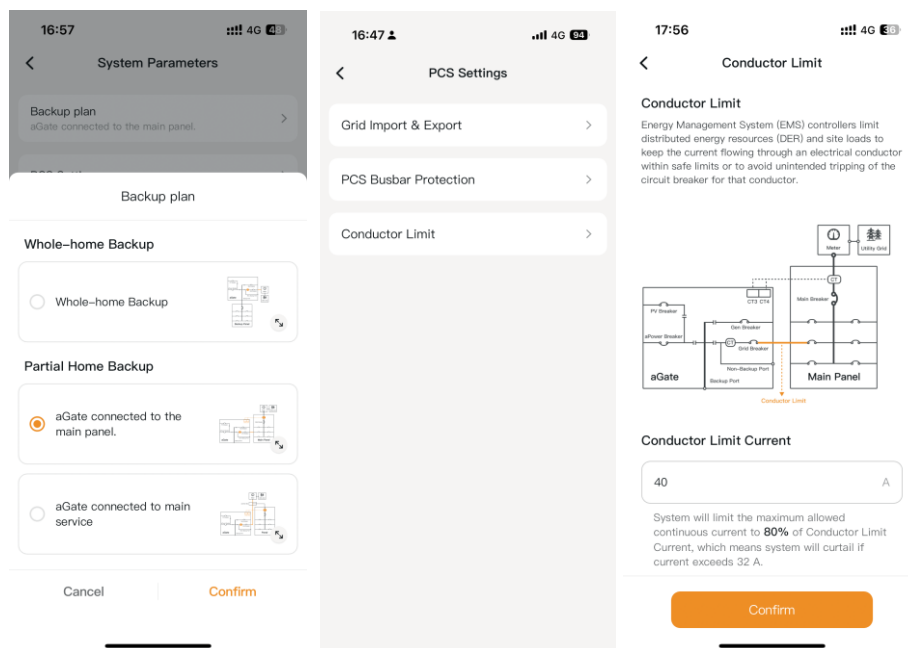 16:57
4G 43
System Parameters
Backup plan
aGate connected to the main panel.
Backup plan
Whole-home Backup
Whole-home Backup
Partial Home Backup
aGate connected to the
main panel.
aGate connected to main
service
Cancel
Confirm
16:47
4G 94
PCS Settings
Grid Import & Export
PCS Busbar Protection
Conductor Limit
17:56
4G 36
Conductor Limit
Conductor Limit
Energy Management System (EMS) controllers limit
distributed energy resources (DER) and site loads to
keep the current flowing through an electrical conductor
within safe limits or to avoid unintended tripping of the
circuit breaker for that conductor.
Meter
Utility Grid
CT
CT3 CT4
Main Breaker
PV Breaker
Gen Breaker
aPower Breaker
CT
Grid Breaker
Non-Backup Port
aGate
Backup Port
Main Panel
Conductor Limit
Conductor Limit Current
40
A
System will limit the maximum allowed
continuous current to 80% of Conductor Limit
Current, which means system will curtail if
current exceeds 32 A.
Confirm